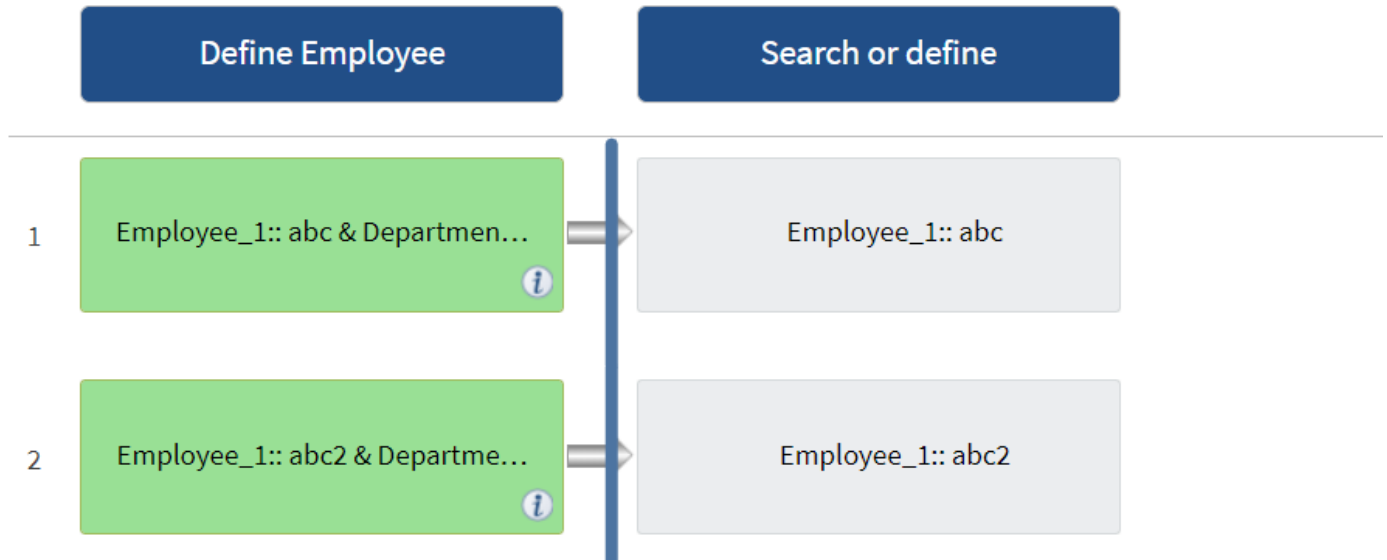 Define Employee
Search or define
1
Employee_1:: abc & Departmen...
Employee_1:: abc
i
2
Employee_1:: abc2 & Departme...
Employee_1:: abc2
i